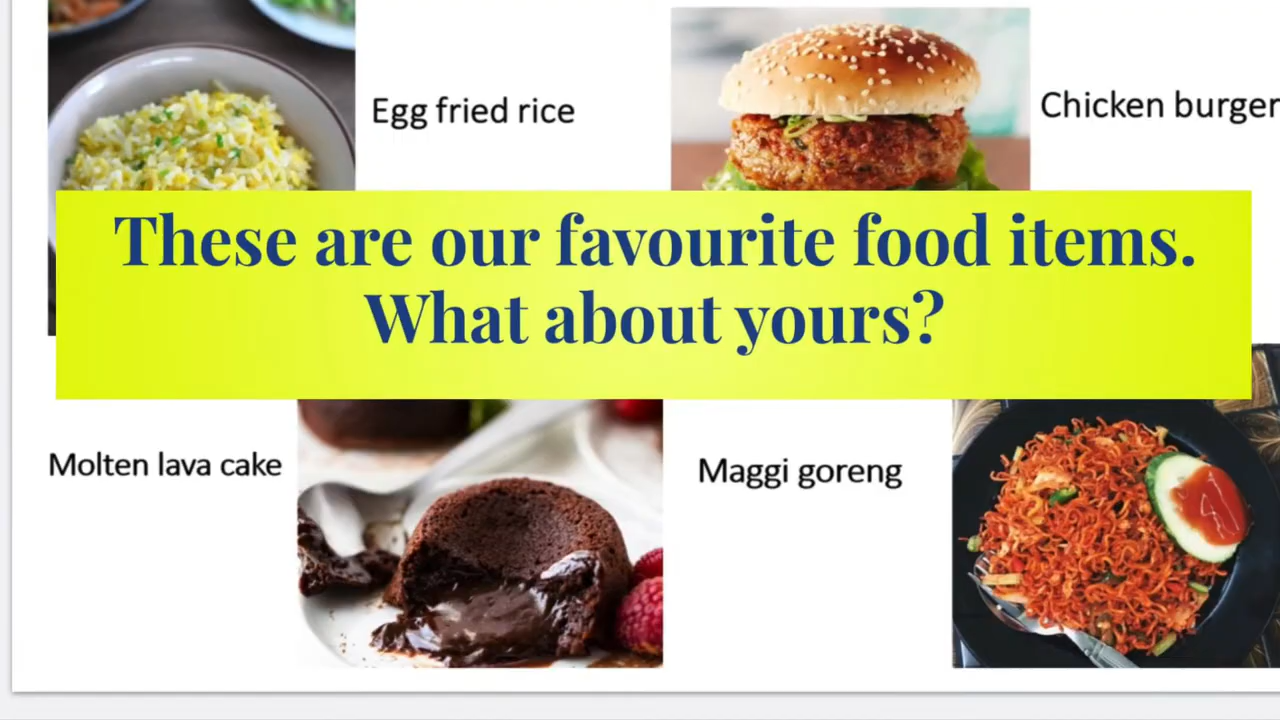 Egg fried rice
Chicken burger
These are our favourite food items.
What about yours?
Molten lava cake
Maggi goreng